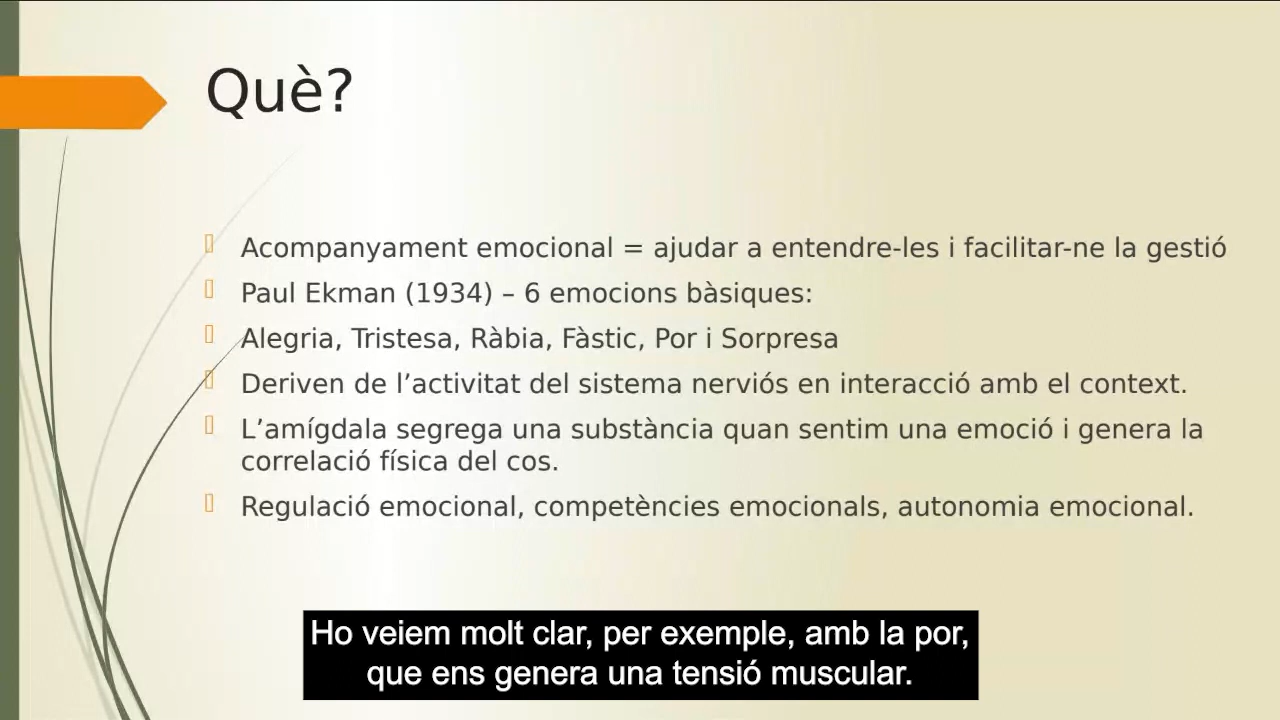 Què?
Acompanyament emocional = ajudar a entendre-les i facilitar-ne la gestió
Paul Ekman (1934) – 6 emocions bàsiques:
Alegria, Tristesa, Ràbia, Fàstic, Por i Sorpresa
Deriven de l’activitat del sistema nerviós en interacció amb el context.
L’amígdala segrega una substància quan sentim una emoció i genera la
correlació física del cos.
Regulació emocional, competències emocionals, autonomia emocional.
Ho veiem molt clar, per exemple, amb la por,
que ens genera una tensió muscular.